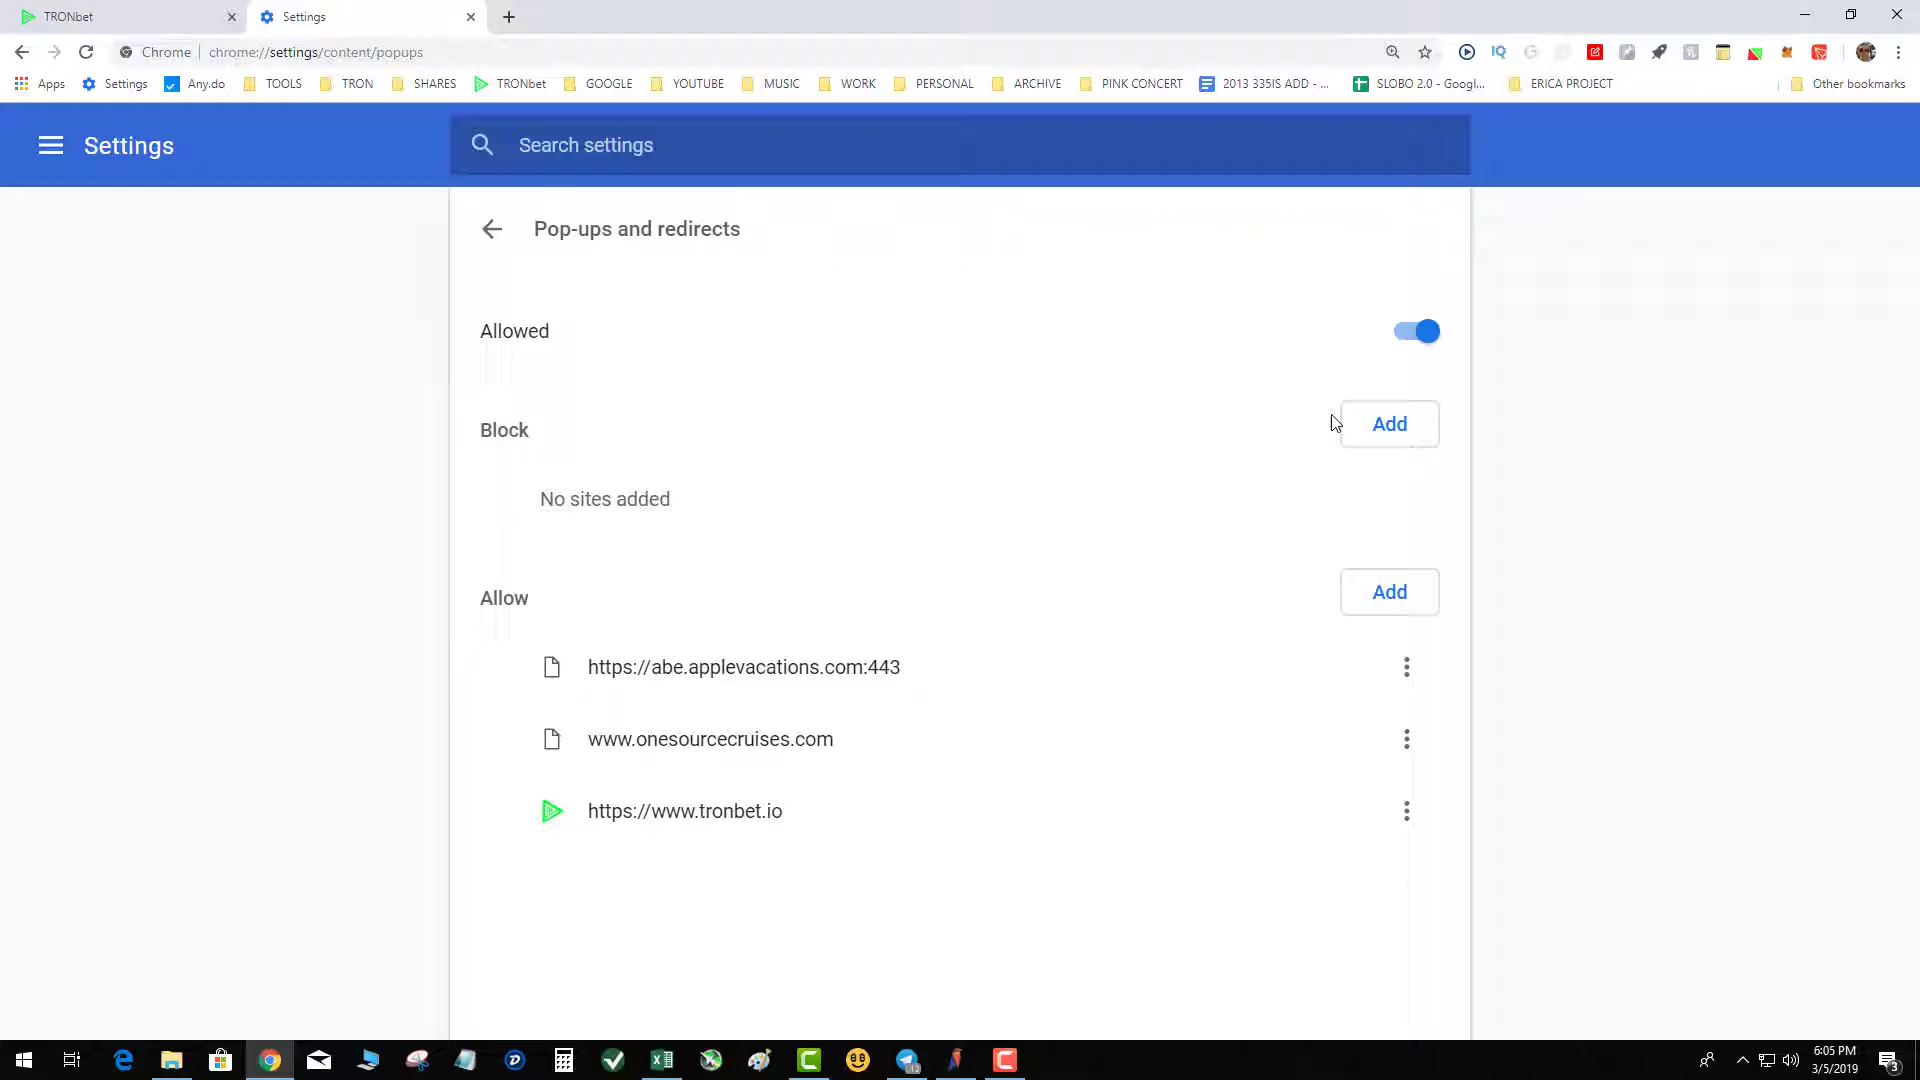 TRONbet
Settings
Chrome
chrome://settings/content/popups
Apps
Settings
Any.do
TOOLS
TRON
SHARES
TRONbet
GOOGLE
YOUTUBE
MUSIC
WORK
PERSONAL
ARCHIVE
PINK CONCERT
2013 335IS ADD - ...
SLOBO 2.0 - Googl...
ERICA PROJECT
Other bookmarks
Settings
Search settings
Pop-ups and redirects
Allowed
Block
Add
No sites added
Allow
Add
https://abe.applevacations.com:443
www.onesourcecruises.com
https://www.tronbet.io
12
6:05 PM
3/5/2019
3